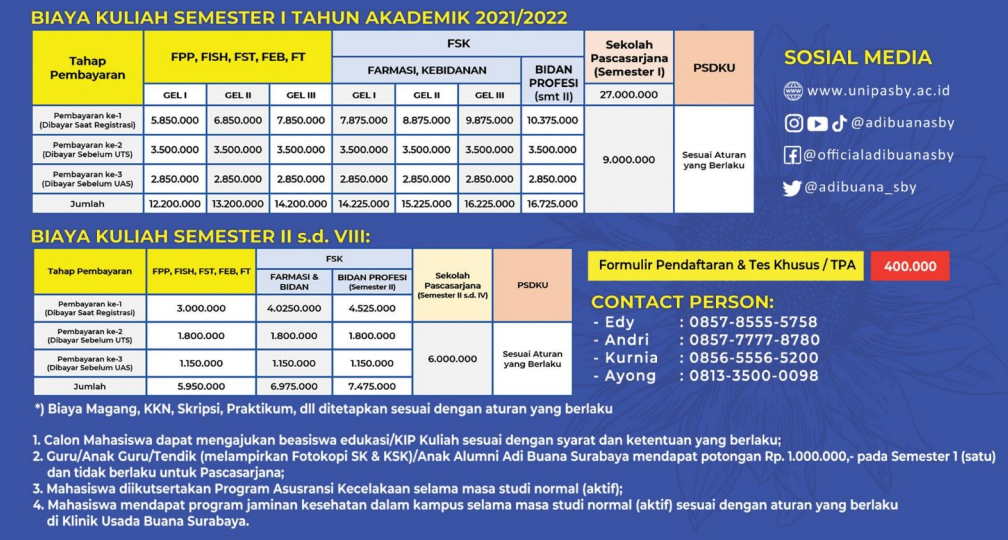 BIAYA KULIAH SEMESTER I TAHUN AKADEMIK 2021/2022
Tahap Pembayaran FPP, FISH, FST, FEB, FT FSK Sekolah Pascasarjana (Semester I) PSDKU
FARMASI, KEBIDANAN BIDAN PROFESI (smt II)
GEL I GEL II GEL III GEL I GEL II GEL III 27.000.000
Pembayaran ke-1 (Dibayar Saat Registrasi) 5.850.000 6.850.000 7.850.000 7.875.000 8.875.000 9.875.000 10.375.000
Pembayaran ke-2 (Dibayar Sebelum UTS) 3.500.000 3.500.000 3.500.000 3.500.000 3.500.000 3.500.000 3.500.000 9.000.000 Sesuai Aturan yang Berlaku
Pembayaran ke-3 (Dibayar Sebelum UAS) 2.850.000 2.850.000 2.850.000 2.850.000 2.850.000 2.850.000 2.850.000
Jumlah 12.200.000 13.200.000 14.200.000 14.225.000 15.225.000 16.225.000 16.725.000
SOSIAL MEDIA
www.unipasby.ac.id
@adibuanasby
@officialadibuanasby
@adibuana_sby
BIAYA KULIAH SEMESTER II s.d. VIII:
Tahap Pembayaran FPP, FISH, FST, FEB, FT FSK Sekolah Pascasarjana (Semester II s.d. IV) PSDKU
FARMASI & BIDAN BIDAN PROFESI (Semester II)
Pembayaran ke-1 (Dibayar Saat Registrasi) 3.000.000 4.0250.000 4.525.000
Pembayaran ke-2 (Dibayar Sebelum UTS) 1.800.000 1.800.000 1.800.000 6.000.000 Sesuai Aturan yang Berlaku
Pembayaran ke-3 (Dibayar Sebelum UAS) 1.150.000 1.150.000 1.150.000
Jumlah 5.950.000 6.975.000 7.475.000
Formulir Pendaftaran & Tes Khusus / TPA 400.000
CONTACT PERSON:
- Edy : 0857-8555-5758
- Andri : 0857-7777-8780
- Kurnia : 0856-5556-5200
- Ayong : 0813-3500-0098
*) Biaya Magang, KKN, Skripsi, Praktikum, dll ditetapkan sesuai dengan aturan yang berlaku
1. Calon Mahasiswa dapat mengajukan beasiswa edukasi/KIP Kuliah sesuai dengan syarat dan ketentuan yang berlaku;
2. Guru/Anak Guru/Tendik (melampirkan Fotokopi SK & KSK)/Anak Alumni Adi Buana Surabaya mendapat potongan Rp. 1.000.000,- pada Semester 1 (satu)
dan tidak berlaku untuk Pascasarjana;
3. Mahasiswa diikutsertakan Program Asusransi Kecelakaan selama masa studi normal (aktif);
4. Mahasiswa mendapat program jaminan kesehatan dalam kampus selama masa studi normal (aktif) sesuai dengan aturan yang berlaku
di Klinik Usada Buana Surabaya.